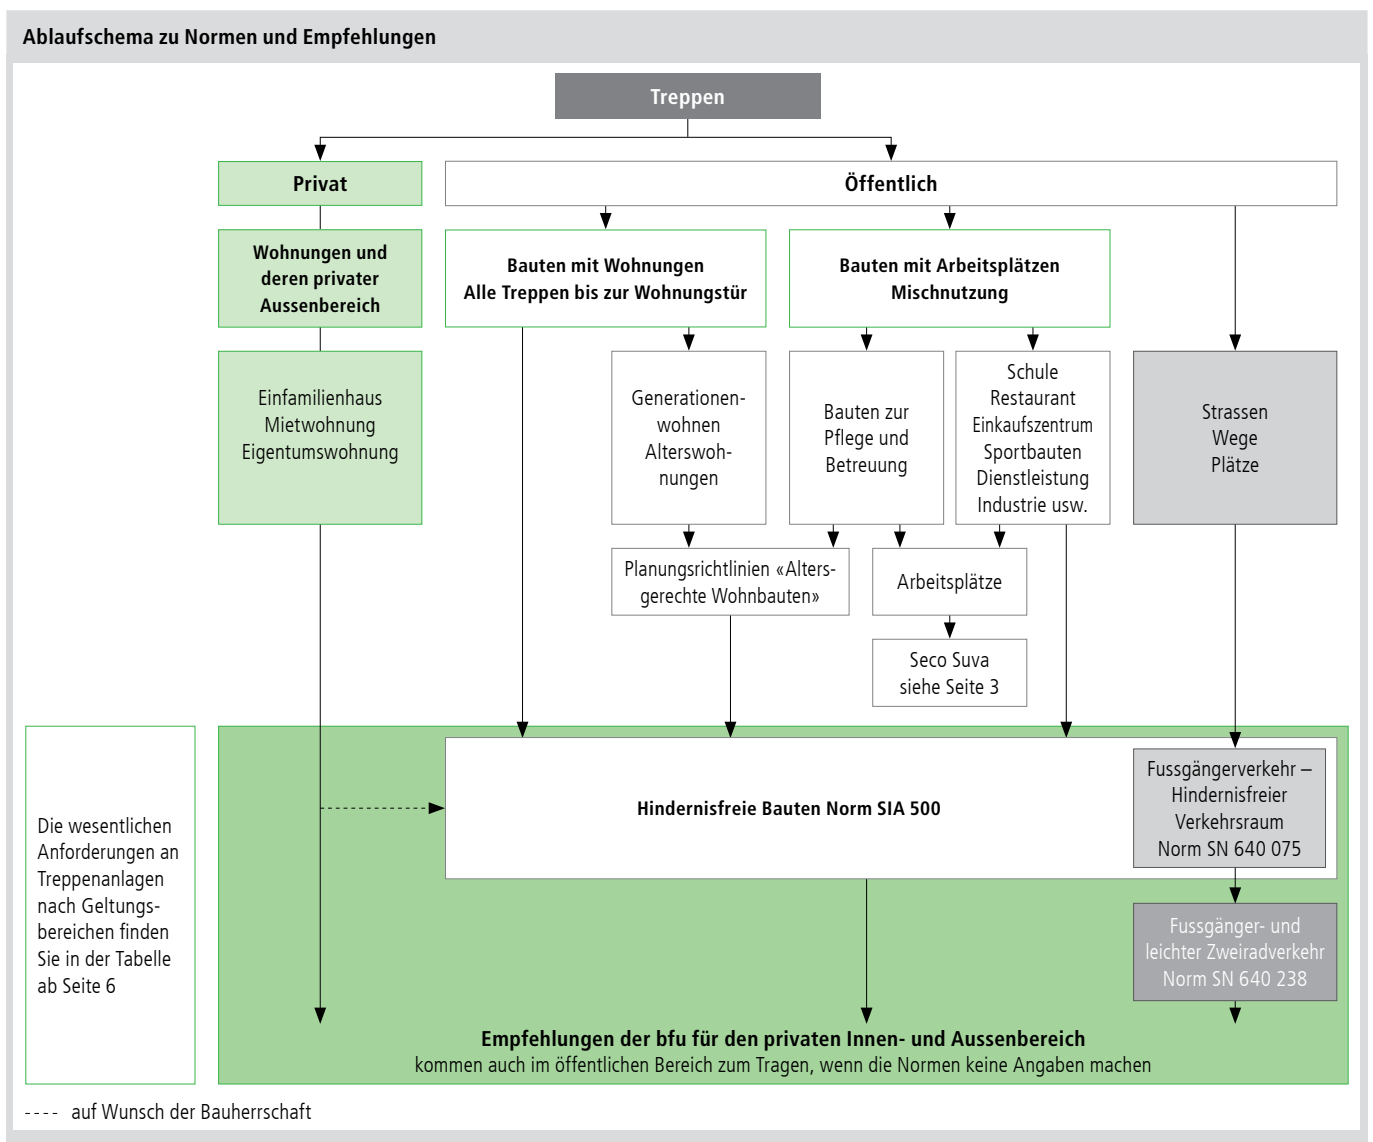 Ablaufschema zu Normen und Empfehlungen
Treppen
Privat
Öffentlich
Wohnungen und
deren privater
Aussenbereich
Bauten mit Wohnungen
Alle Treppen bis zur Wohnungstür
Bauten mit Arbeitsplätzen
Mischnutzung
Einfamilienhaus
Mietwohnung
Eigentumswohnung
Generationen-
wohnen
Alterswoh-
nungen
Bauten zur
Pflege und
Betreuung
Schule
Restaurant
Einkaufszentrum
Sportbauten
Dienstleistung
Industrie usw.
Strassen
Wege
Plätze
Planungsrichtlinien «Alters-
gerechte Wohnbauten»
Arbeitsplätze
Seco Suva
siehe Seite 3
Die wesentlichen
Anforderungen an
Treppenanlagen
nach Geltungs-
bereichen finden
Sie in der Tabelle
ab Seite 6
Hindernisfreie Bauten Norm SIA 500
Fussgängerverkehr –
Hindernisfreier
Verkehrsraum
Norm SN 640 075
Fussgänger- und
leichter Zweiradverkehr
Norm SN 640 238
Empfehlungen der bfu für den privaten Innen- und Aussenbereich
kommen auch im öffentlichen Bereich zum Tragen, wenn die Normen keine Angaben machen
---- auf Wunsch der Bauherrschaft